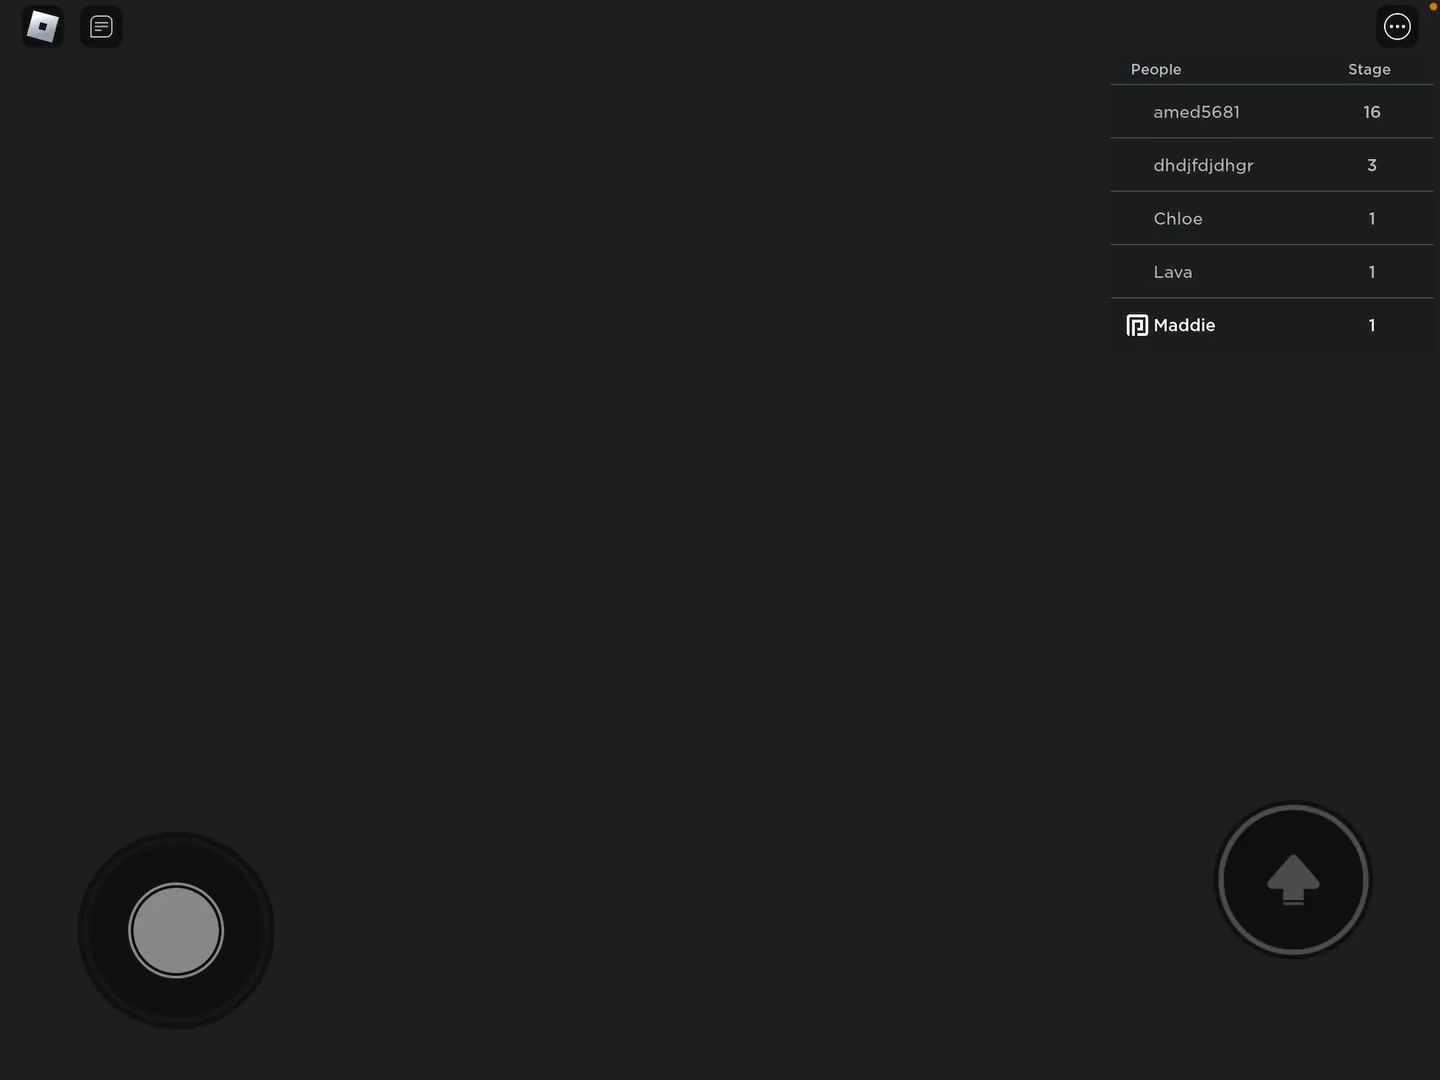 People Stage
amed5681 16
dhdjfdjdhgr 3
Chloe 1
Lava 1
Maddie 1